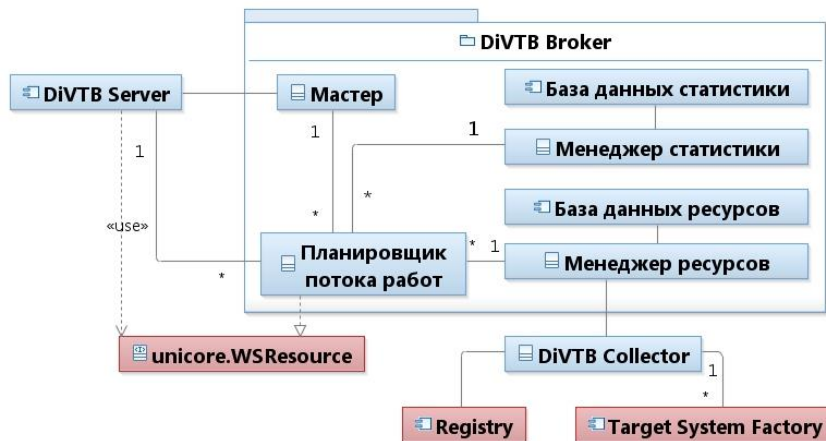 DiVTB Broker
DiVTB Server
Мастер
База данных статистики
1
1
1
Менеджер статистики
*
База данных ресурсов
«use»
*
*
Планировщик
потока работ
*
1
Менеджер ресурсов
unicore.WSResource
DiVTB Collector
1
*
Registry
Target System Factory